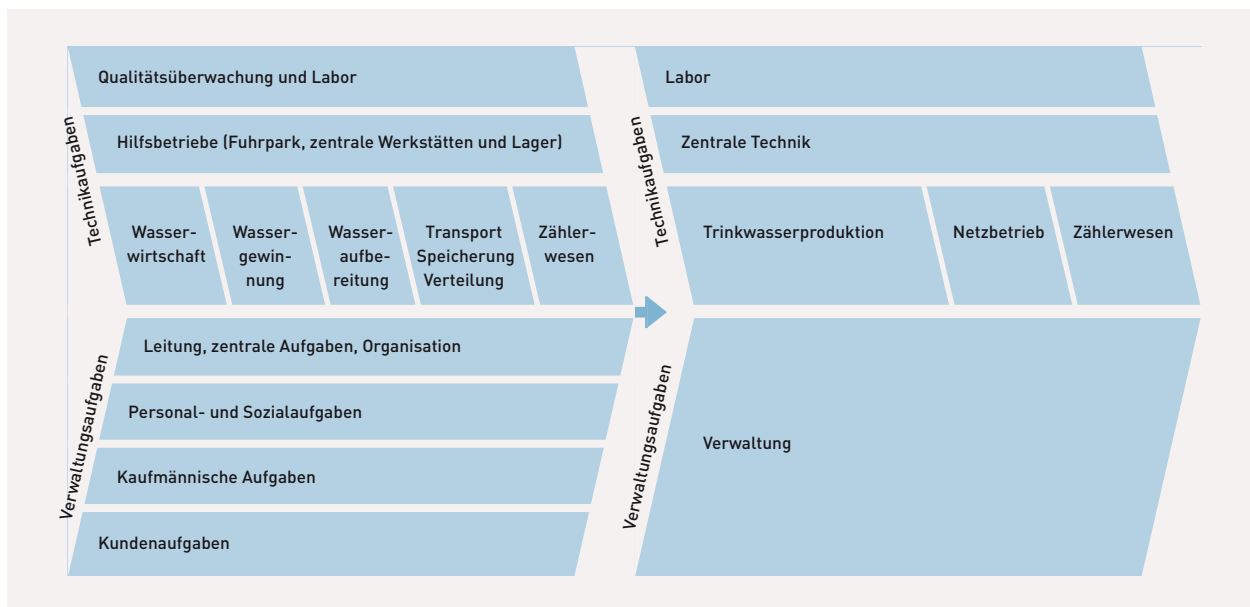 Qualitätsüberwachung und Labor
Hilfsbetriebe (Fuhrpark, zentrale Werkstätten und Lager)
Technikaufgaben
Wasser-
wirtschaft
Wasser-
gewin-
nung
Wasser-
aufbe-
reitung
Transport
Speicherung
Verteilung
Zähler-
wesen
Verwaltungsaufgaben
Leitung, zentrale Aufgaben, Organisation
Personal- und Sozialaufgaben
Kaufmännische Aufgaben
Kundenaufgaben
Labor
Zentrale Technik
Technikaufgaben
Trinkwasserproduktion
Netzbetrieb
Zählerwesen
Verwaltungsaufgaben
Verwaltung